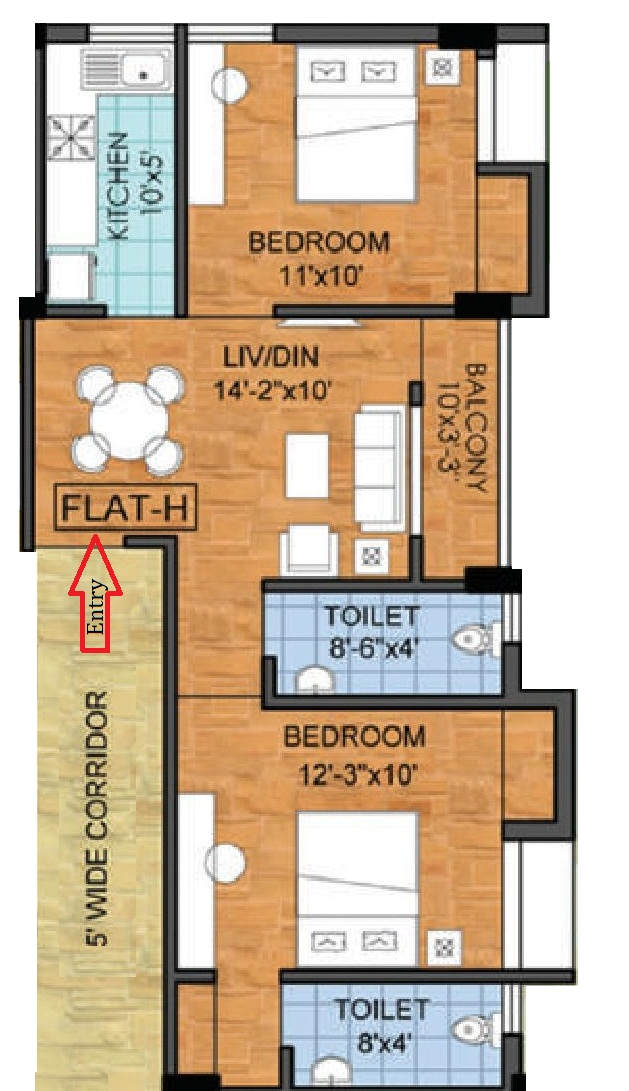 KITCHEN
10'x5'
BEDROOM
11'x10'
LIV/DIN
14'-2"x10'
BALCONY
10'x3'-3"
FLAT-H
Entry
TOILET
8'-6"x4'
5' WIDE CORRIDOR
BEDROOM
12'-3"x10'
TOILET
8'x4'